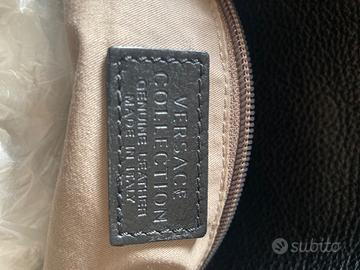 VERSACE
COLLECTION
GENUINE LEATHER
MADE IN ITALY
subito